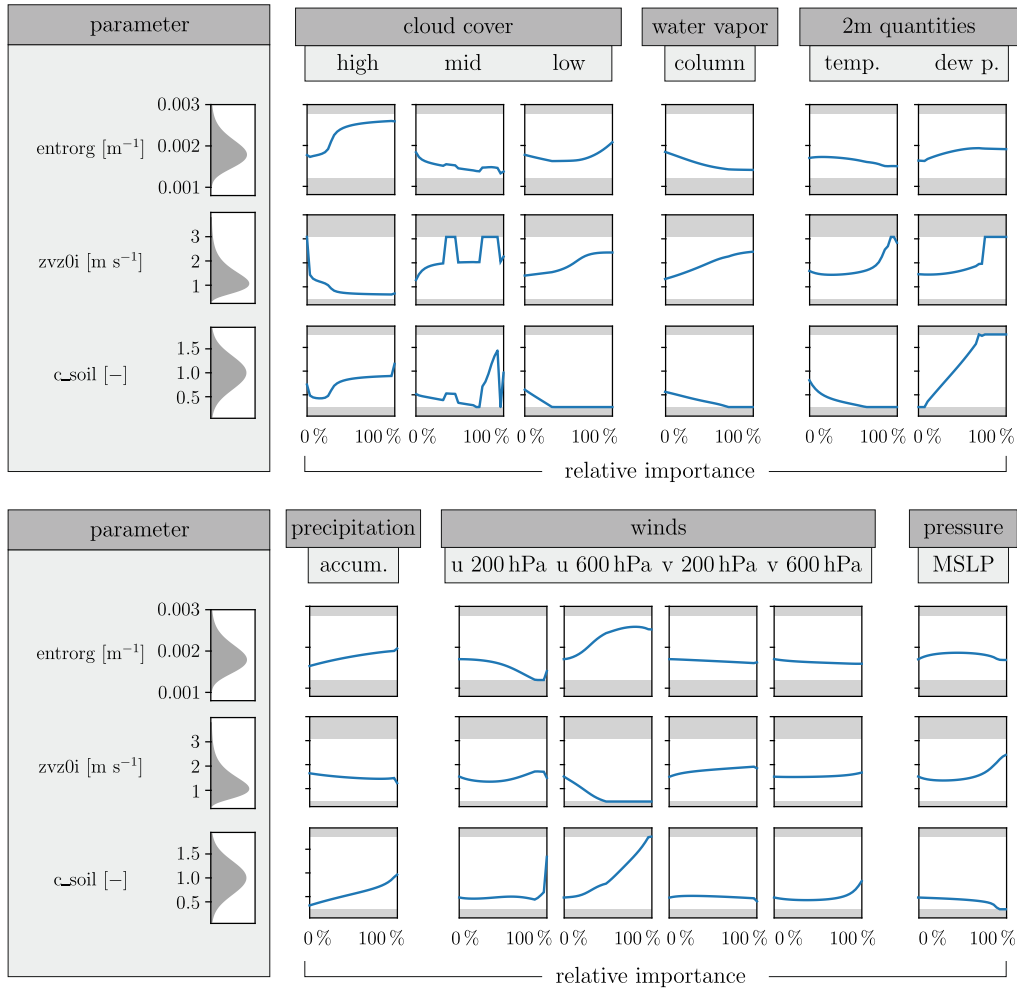 parameter cloud cover water vapor 2m quantities
high mid low column temp. dew p.
0.003
entrorg [m⁻¹] 0.002
0.001
3
zvz0i [m s⁻¹] 2
1
1.5
c_soil [−] 1.0
0.5
0 % 100 % 0 % 100 % 0 % 100 % 0 % 100 % 0 % 100 % 0 % 100 %
relative importance
parameter precipitation winds pressure
accum. u 200 hPa u 600 hPa v 200 hPa v 600 hPa MSLP
0.003
entrorg [m⁻¹] 0.002
0.001
3
zvz0i [m s⁻¹] 2
1
1.5
c_soil [−] 1.0
0.5
0 % 100 % 0 % 100 % 0 % 100 % 0 % 100 % 0 % 100 % 0 % 100 %
relative importance